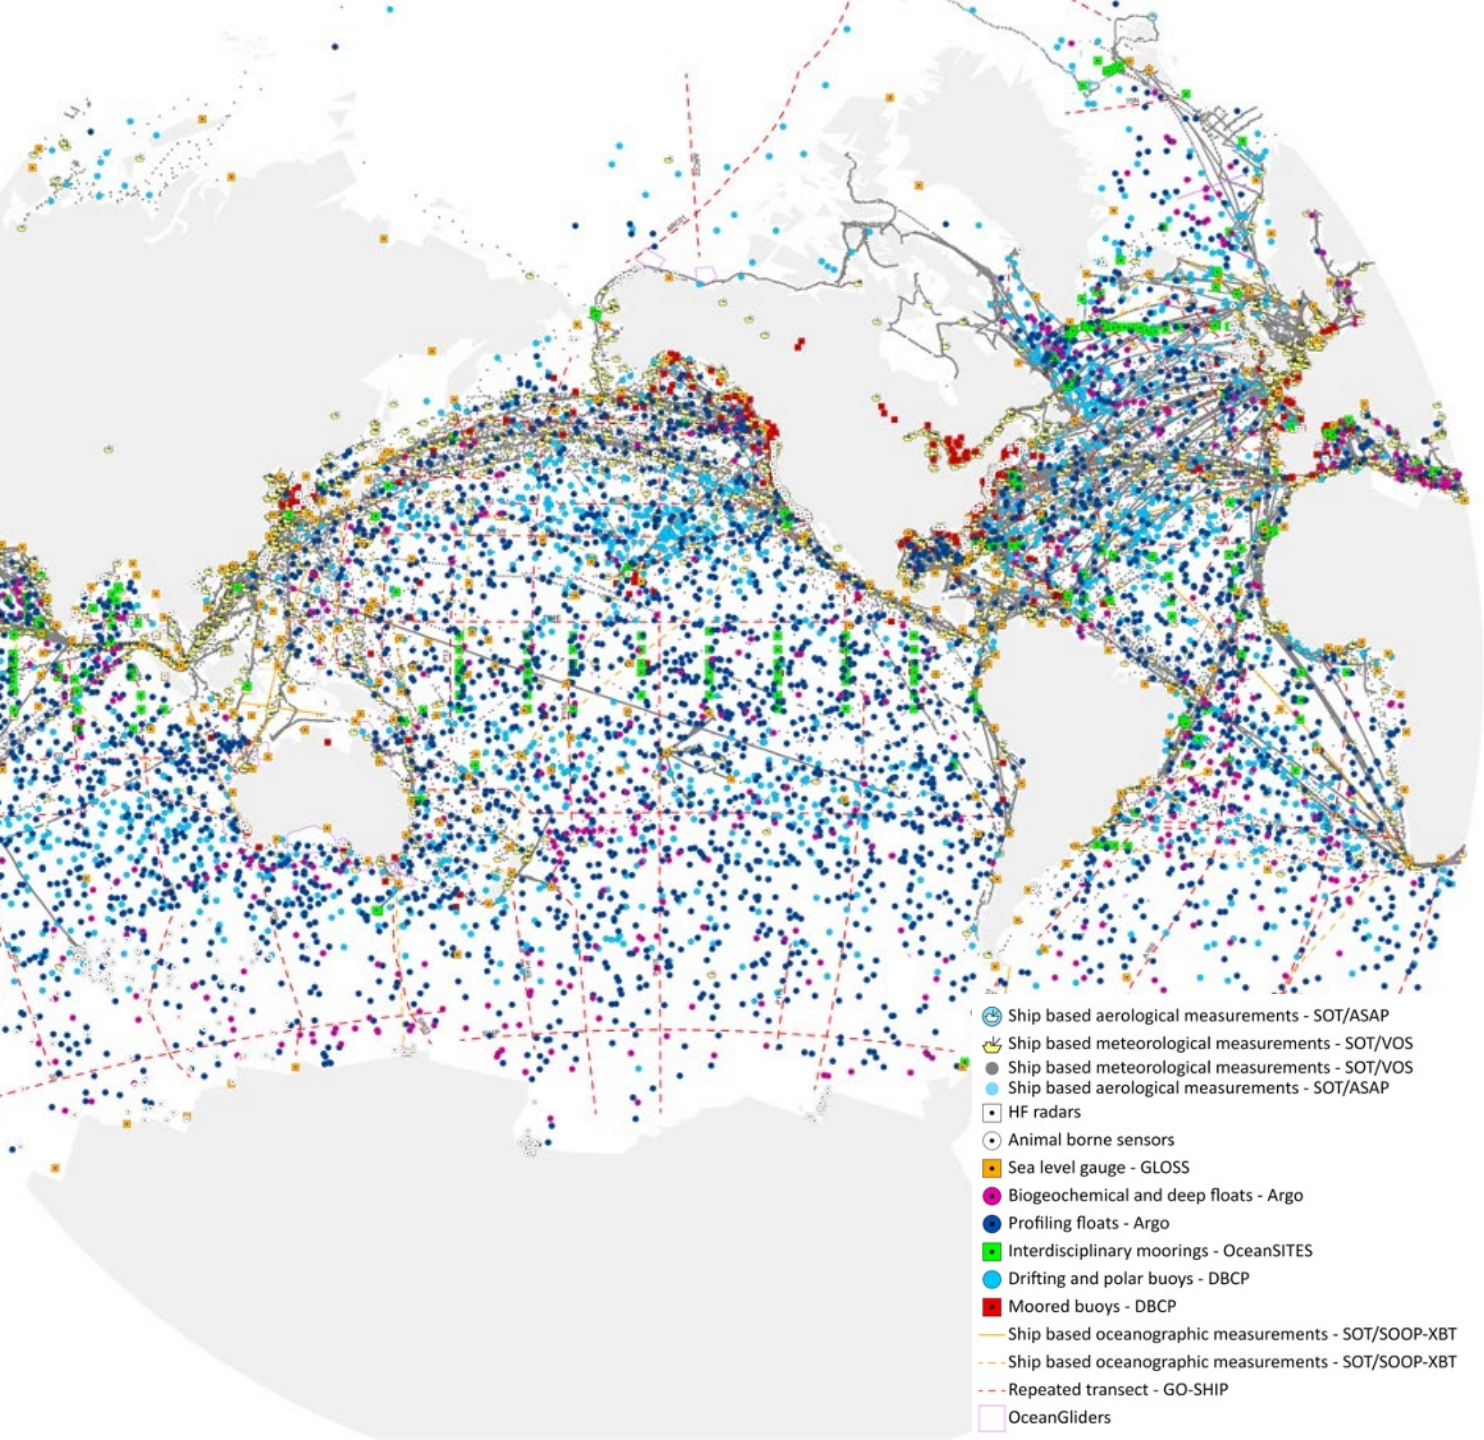 Ship based aerological measurements - SOT/ASAP
Ship based meteorological measurements - SOT/VOS
Ship based meteorological measurements - SOT/VOS
Ship based aerological measurements - SOT/ASAP
HF radars
Animal borne sensors
Sea level gauge - GLOSS
Biogeochemical and deep floats - Argo
Profiling floats - Argo
Interdisciplinary moorings - OceanSITES
Drifting and polar buoys - DBCP
Moored buoys - DBCP
Ship based oceanographic measurements - SOT/SOOP-XBT
Ship based oceanographic measurements - SOT/SOOP-XBT
Repeated transect - GO-SHIP
OceanGliders